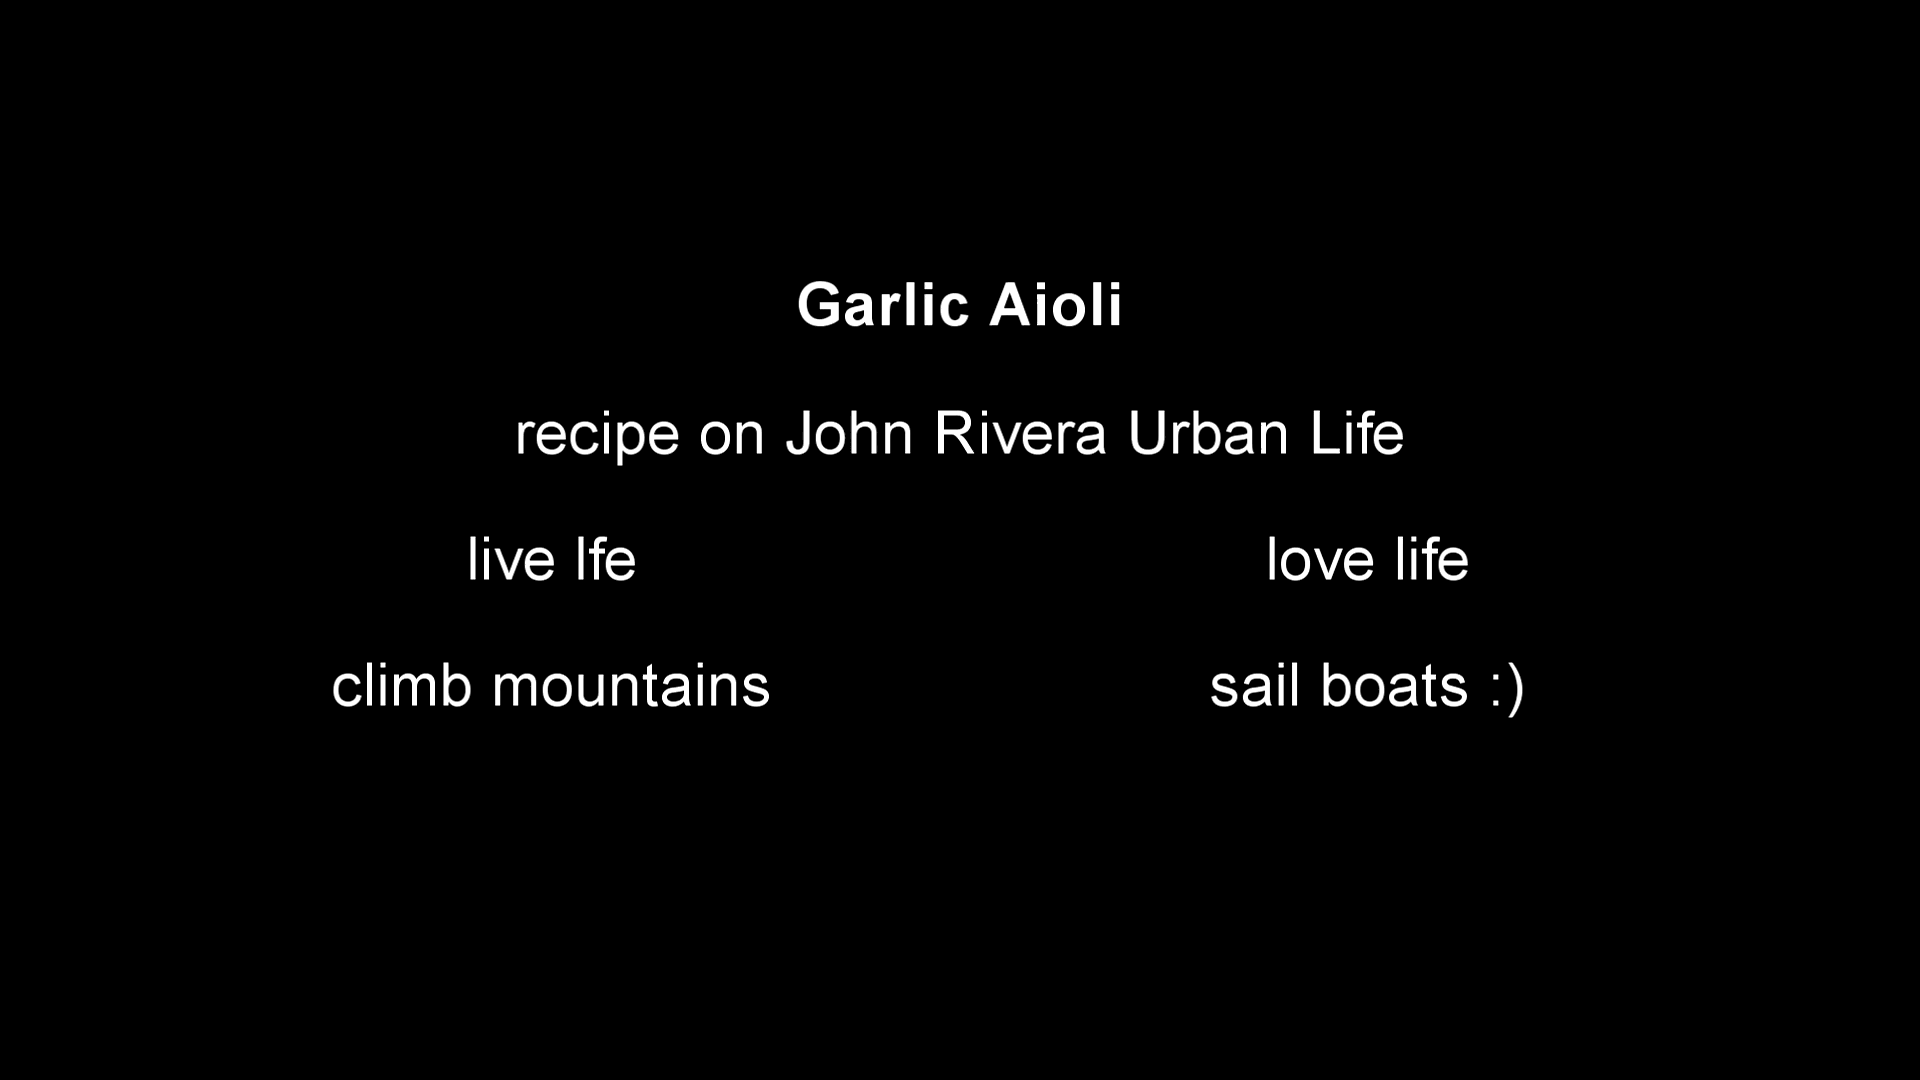 Garlic Aioli
recipe on John Rivera Urban Life
live lfe love life
climb mountains sail boats :)